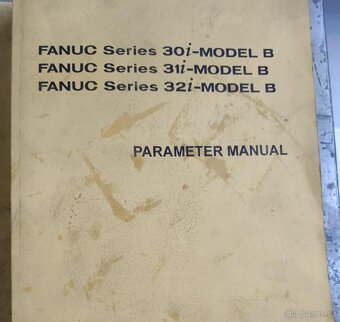 FANUC Series 30i-MODEL B
FANUC Series 31i-MODEL B
FANUC Series 32i-MODEL B
PARAMETER MANUAL